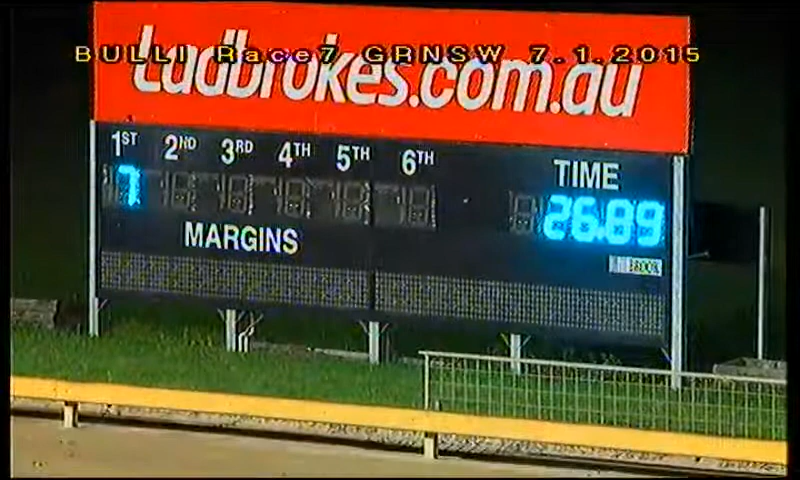 BULLI Race7 GRNSW 7.1.2015
Ladbrokes.com.au
1ST 2ND 3RD 4TH 5TH 6TH TIME
7 26.89
MARGINS